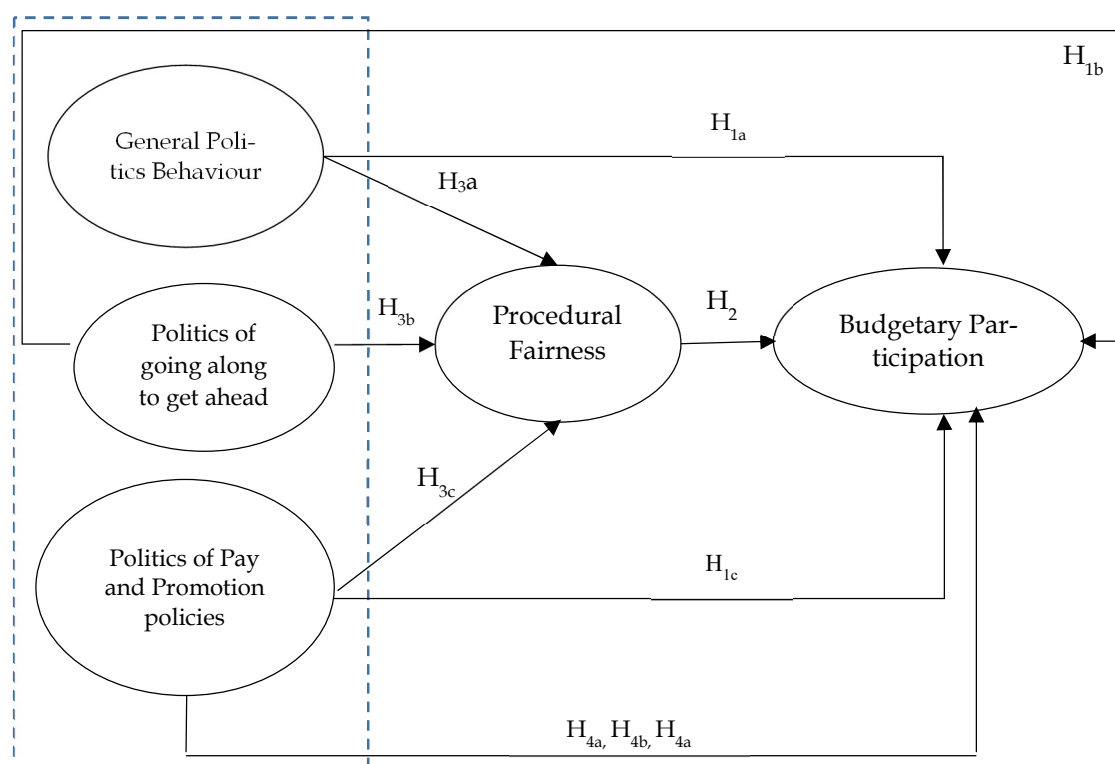 H1b
H1a
General Poli-
tics Behaviour
H3a
H3b
Politics of
going along
to get ahead
Procedural
Fairness
H2
Budgetary Par-
ticipation
H3c
Politics of Pay
and Promotion
policies
H1c
H4a, H4b, H4a